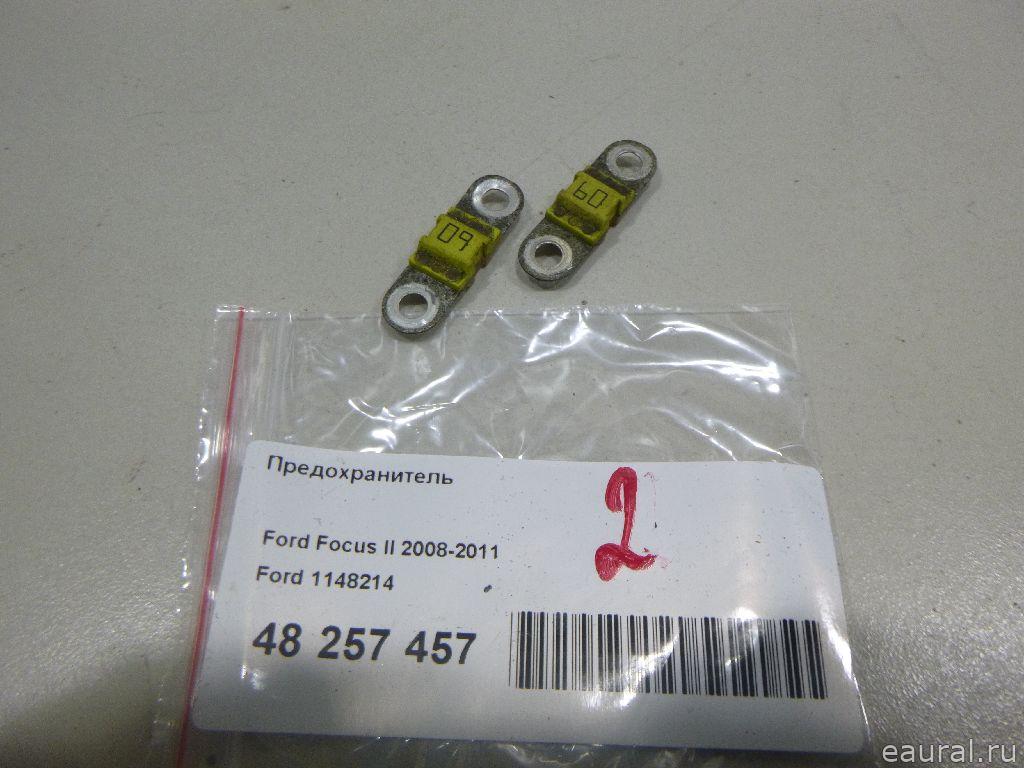 60
60
Предохранитель
2
Ford Focus II 2008-2011
Ford 1148214
48 257 457
eaural.ru